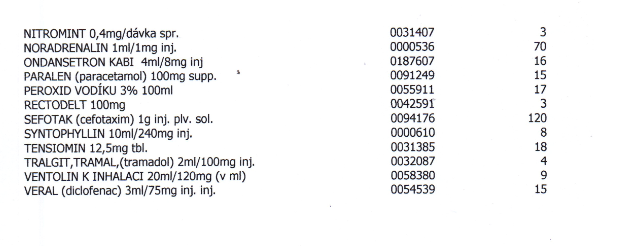 NITROMINT 0,4mg/dávka spr. 0031407 3
NORADRENALIN 1ml/1mg inj. 0000536 70
ONDANSETRON KABI 4ml/8mg inj 0187607 16
PARALEN (paracetamol) 100mg supp. 0091249 15
PEROXID VODÍKU 3% 100ml 0055911 17
RECTODELT 100mg 0042591 3
SEFOTAK (cefotaxim) 1g inj. plv. sol. 0094176 120
SYNTOPHYLLIN 10ml/240mg inj. 0000610 8
TENSIOMIN 12,5mg tbl. 0031385 18
TRALGIT,TRAMAL,(tramadol) 2ml/100mg inj. 0032087 4
VENTOLIN K INHALACI 20ml/120mg (v ml) 0058380 9
VERAL (diclofenac) 3ml/75mg inj. inj. 0054539 15